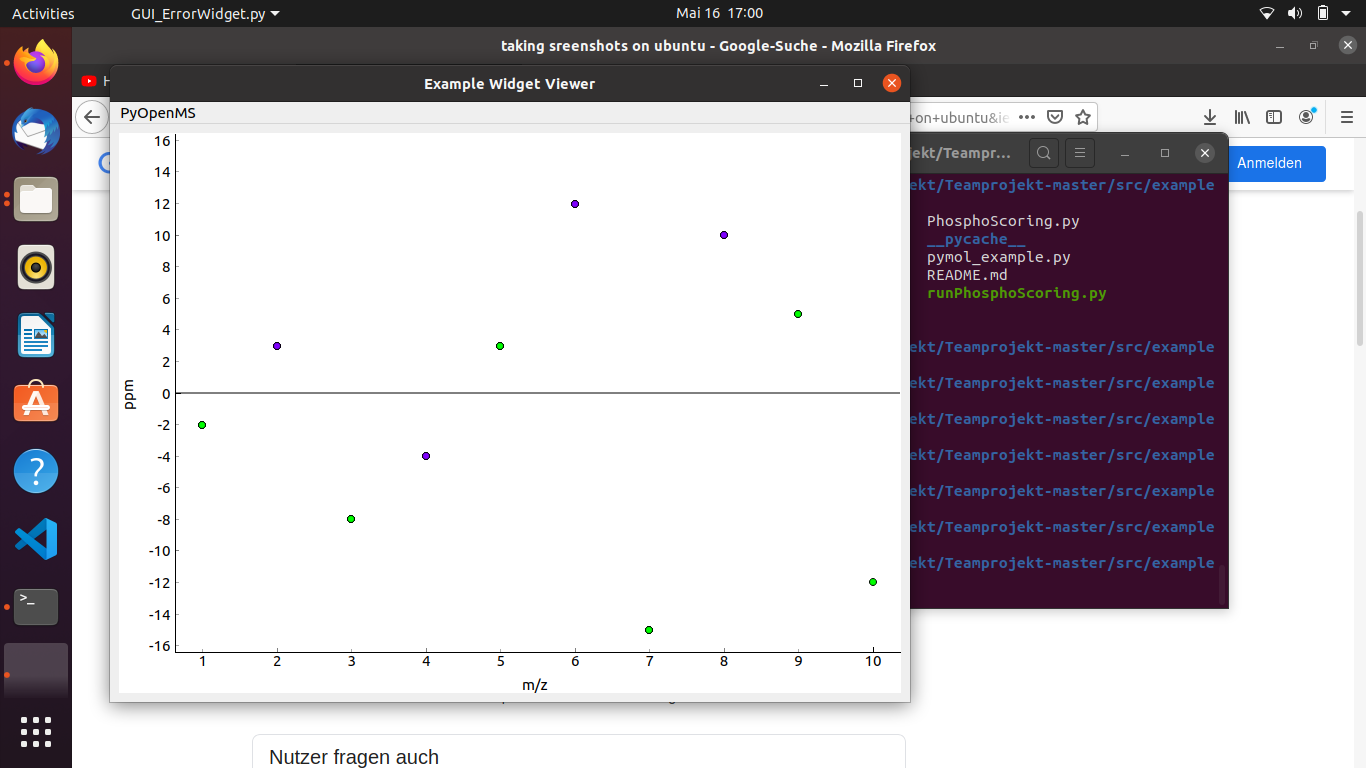 Activities
GUI_ErrorWidget.py
Mai 16 17:00
taking sreenshots on ubuntu - Google-Suche - Mozilla Firefox
Example Widget Viewer
PyOpenMS
+on+ubuntu&ie
Anmelden
ekt/Teampr...
16
14
12
10
8
6
4
2
0
-2
-4
-6
-8
-10
-12
-14
-16
ppm
1 2 3 4 5 6 7 8 9 10
m/z
ekt/Teamprojekt-master/src/example
PhosphoScoring.py
__pycache__
pymol_example.py
README.md
runPhosphoScoring.py
ekt/Teamprojekt-master/src/example
ekt/Teamprojekt-master/src/example
ekt/Teamprojekt-master/src/example
ekt/Teamprojekt-master/src/example
ekt/Teamprojekt-master/src/example
ekt/Teamprojekt-master/src/example
ekt/Teamprojekt-master/src/example
Nutzer fragen auch